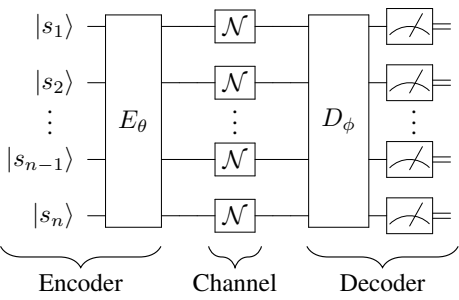 |s₁⟩ 𝒩
|s₂⟩ 𝒩
⋮ E_θ ⋮ D_ϕ ⋮
|sₙ₋₁⟩ 𝒩
|sₙ⟩ 𝒩
Encoder Channel Decoder